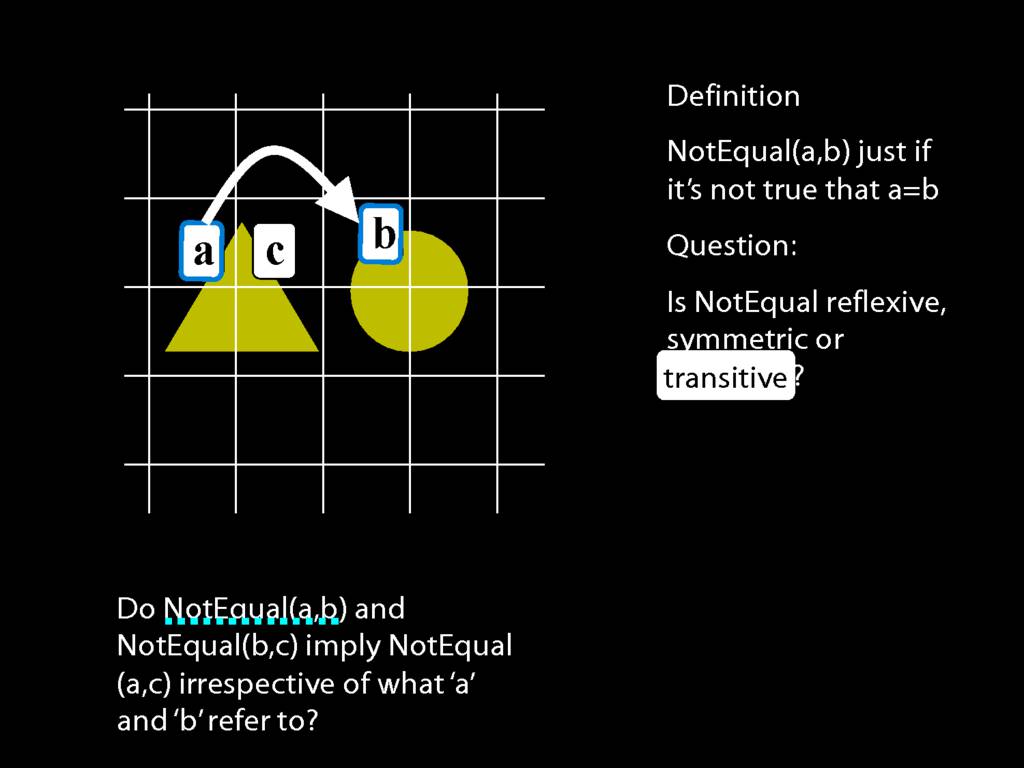 Definition
NotEqual(a,b) just if
it’s not true that a=b
Question:
Is NotEqual reflexive,
symmetric or
transitive?
a
c
b
Do NotEqual(a,b) and
NotEqual(b,c) imply NotEqual
(a,c) irrespective of what ‘a’
and ‘b’ refer to?